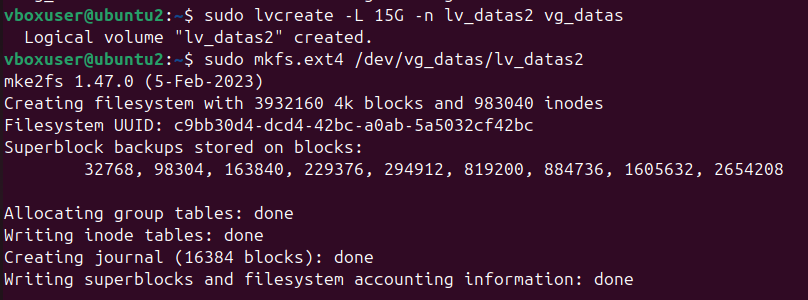 vboxuser@ubuntu2:~$ sudo lvcreate -L 15G -n lv_datas2 vg_datas
  Logical volume "lv_datas2" created.
vboxuser@ubuntu2:~$ sudo mkfs.ext4 /dev/vg_datas/lv_datas2
mke2fs 1.47.0 (5-Feb-2023)
Creating filesystem with 3932160 4k blocks and 983040 inodes
Filesystem UUID: c9bb30d4-dcd4-42bc-a0ab-5a5032cf42bc
Superblock backups stored on blocks:
        32768, 98304, 163840, 229376, 294912, 819200, 884736, 1605632, 2654208

Allocating group tables: done
Writing inode tables: done
Creating journal (16384 blocks): done
Writing superblocks and filesystem accounting information: done